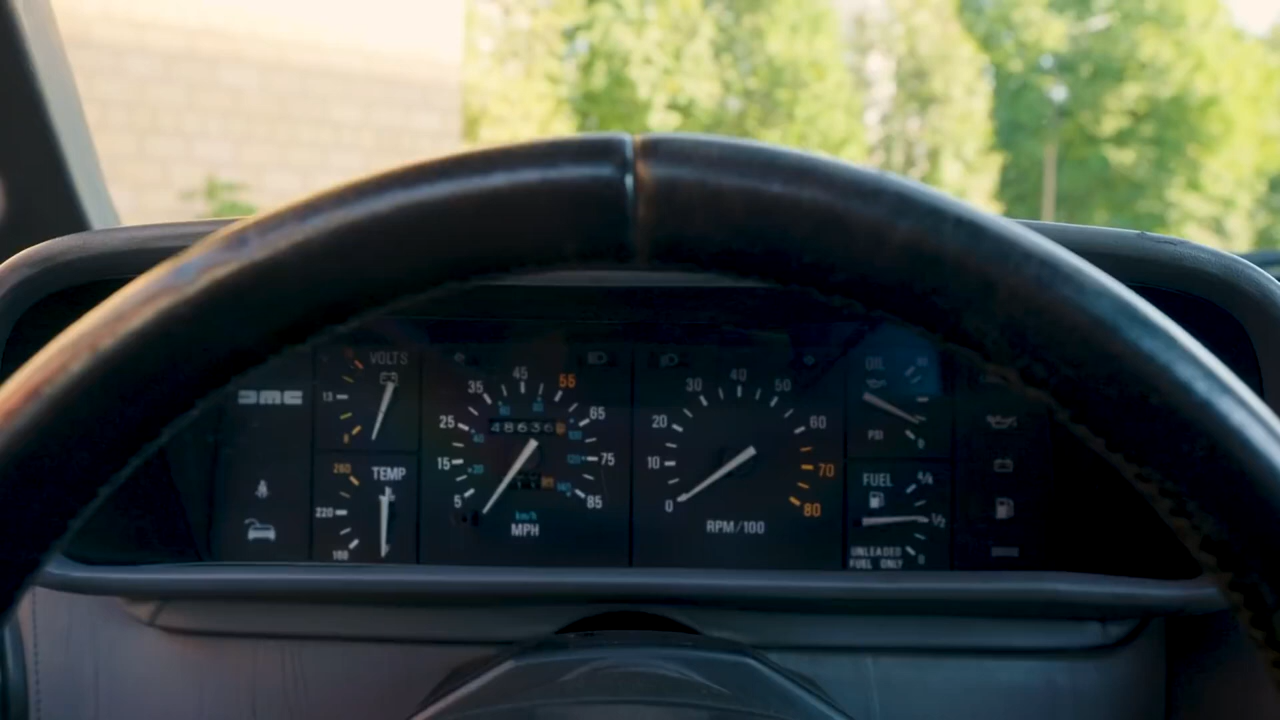 DMC
VOLTS
13
8
260
TEMP
220
100
35
45
55
25
65
15
75
5
85
48636
km/h
MPH
30
40
50
20
60
10
70
0
80
RPM/100
OIL
PSI
0
FUEL
4/4
1/2
0
UNLEADED
FUEL ONLY